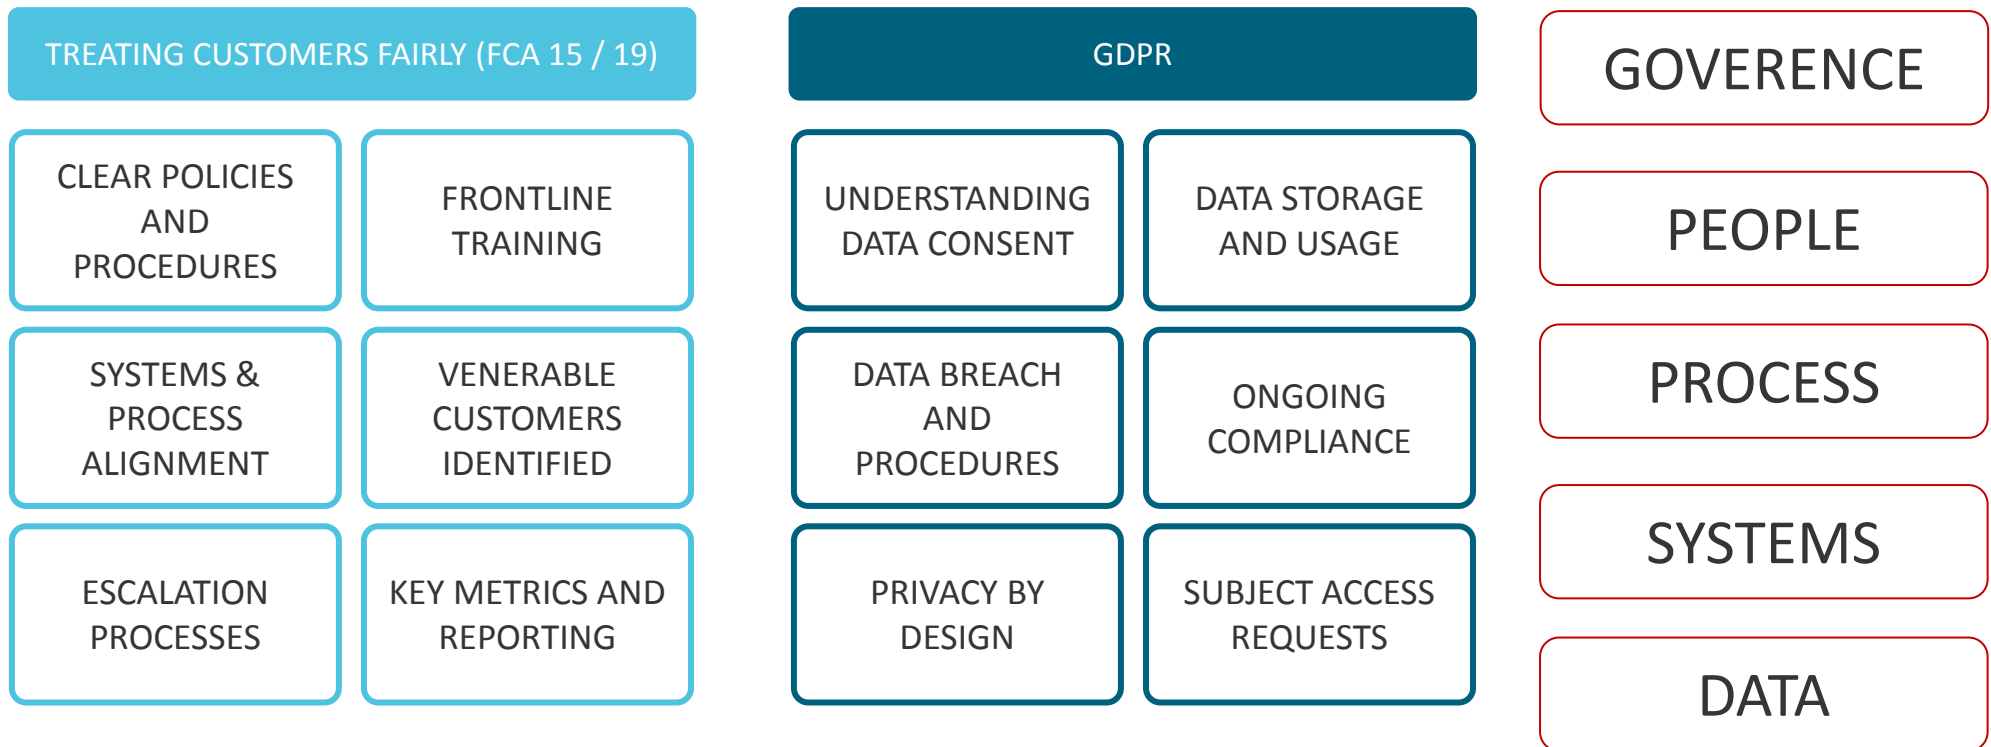 TREATING CUSTOMERS FAIRLY (FCA 15 / 19)
CLEAR POLICIES
AND
PROCEDURES
FRONTLINE
TRAINING
SYSTEMS &
PROCESS
ALIGNMENT
VENERABLE
CUSTOMERS
IDENTIFIED
ESCALATION
PROCESSES
KEY METRICS AND
REPORTING
GDPR
UNDERSTANDING
DATA CONSENT
DATA STORAGE
AND USAGE
DATA BREACH
AND
PROCEDURES
ONGOING
COMPLIANCE
PRIVACY BY
DESIGN
SUBJECT ACCESS
REQUESTS
GOVERENCE
PEOPLE
PROCESS
SYSTEMS
DATA